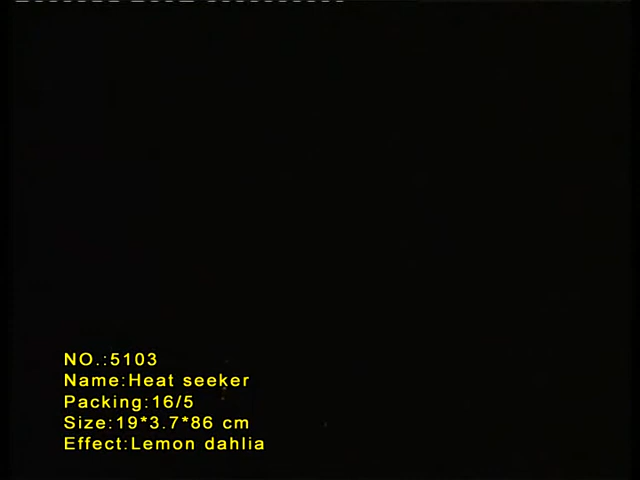 NO.:5103
Name:Heat seeker
Packing:16/5
Size:19*3.7*86 cm
Effect:Lemon dahlia